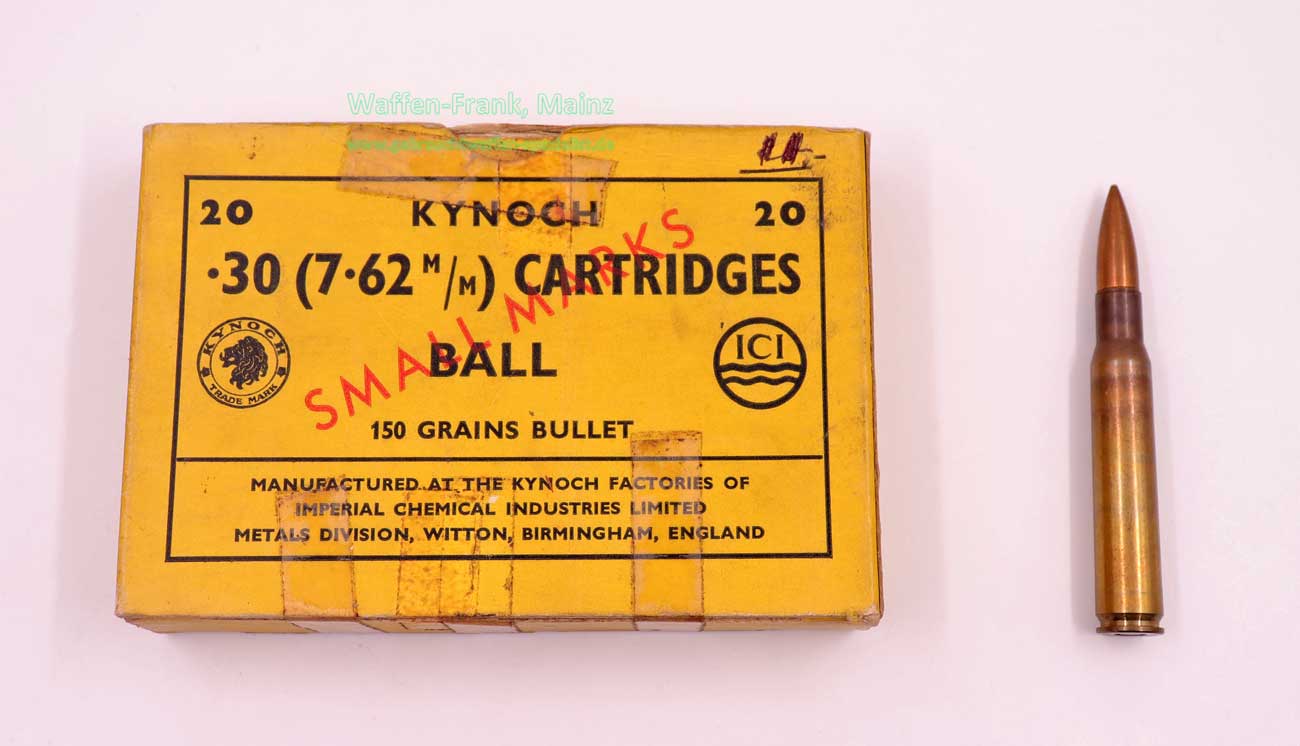 Waffen-Frank, Mainz
20 KYNOCH 20
·30 (7·62 M/M) CARTRIDGES
SMALL MARKS
BALL
KYNOCH
TRADE MARK
ICI
150 GRAINS BULLET
MANUFACTURED AT THE KYNOCH FACTORIES OF
IMPERIAL CHEMICAL INDUSTRIES LIMITED
METALS DIVISION, WITTON, BIRMINGHAM, ENGLAND